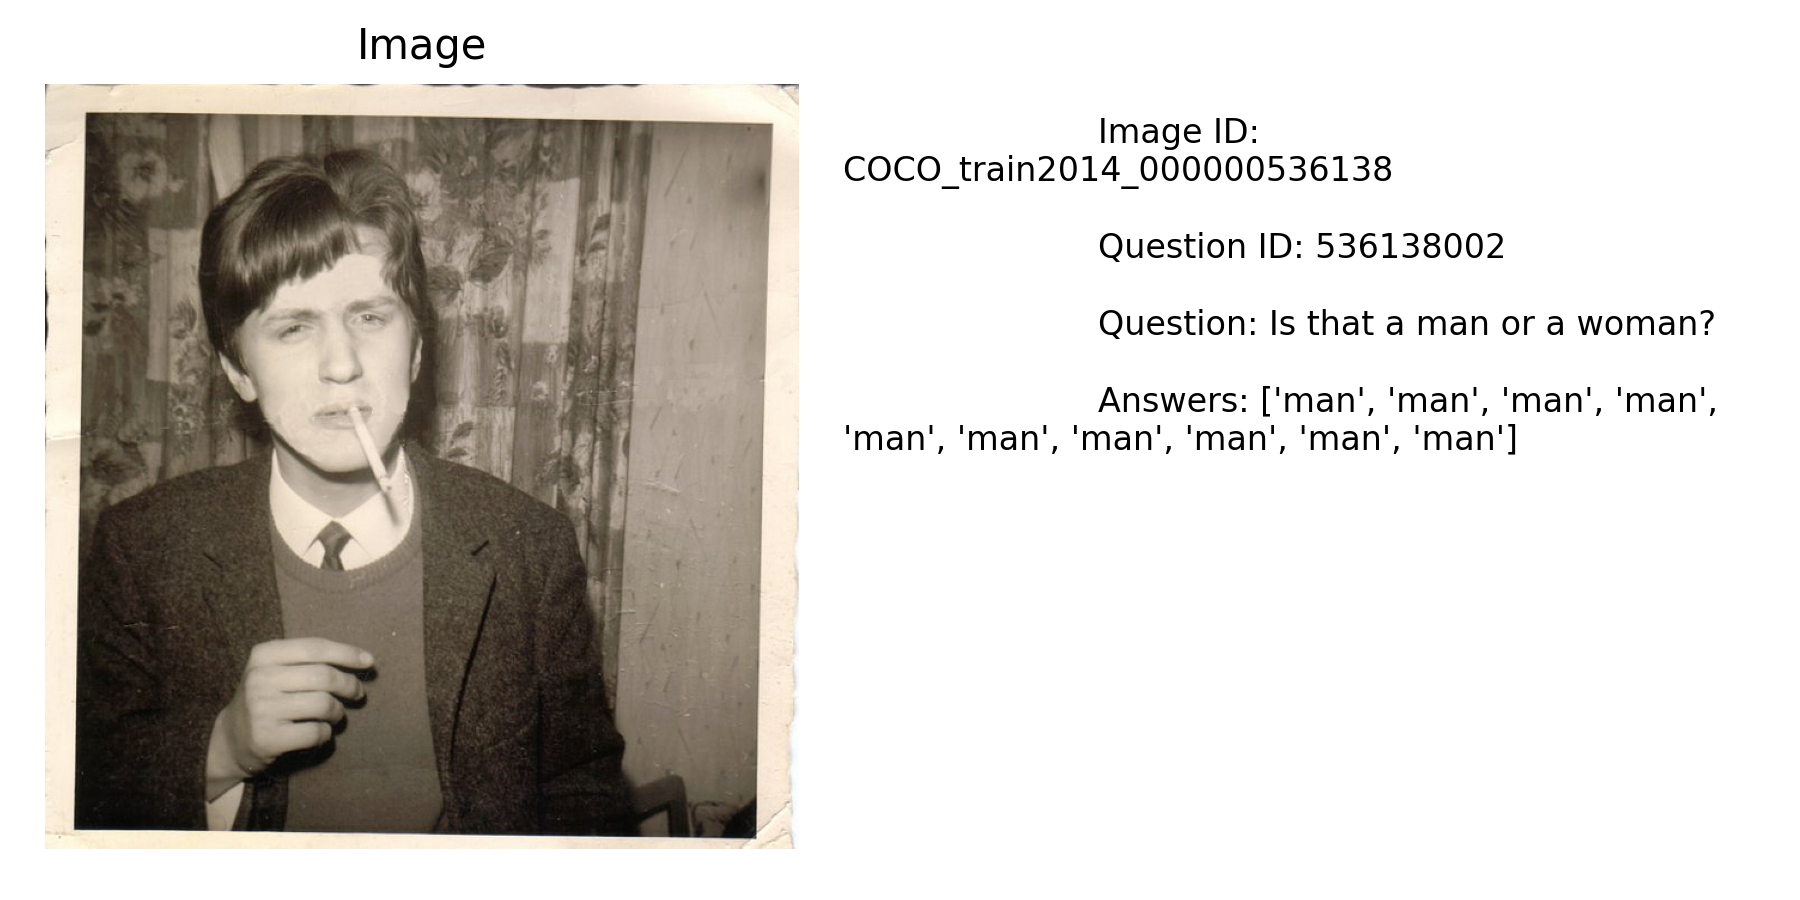 Image
Image ID:
COCO_train2014_000000536138
Question ID: 536138002
Question: Is that a man or a woman?
Answers: ['man', 'man', 'man', 'man',
'man', 'man', 'man', 'man', 'man', 'man']